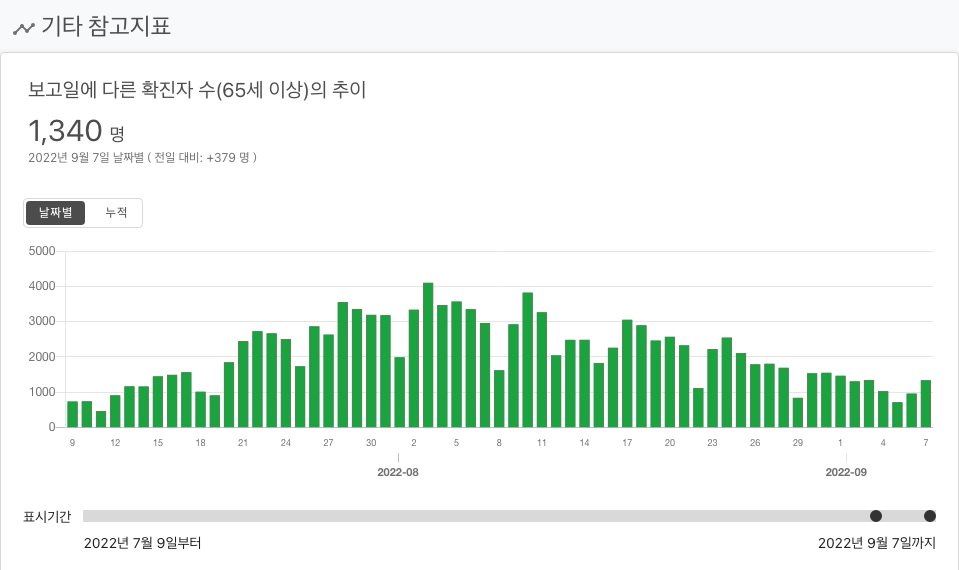 기타 참고지표
보고일에 다른 확진자 수(65세 이상)의 추이
1,340 명
2022년 9월 7일 날짜별 ( 전일 대비: +379 명 )
날짜별 누적
5000
4000
3000
2000
1000
0
9 12 15 18 21 24 27 30 2 5 8 11 14 17 20 23 26 29 1 4 7
2022-08 2022-09
표시기간
2022년 7월 9일부터 2022년 9월 7일까지